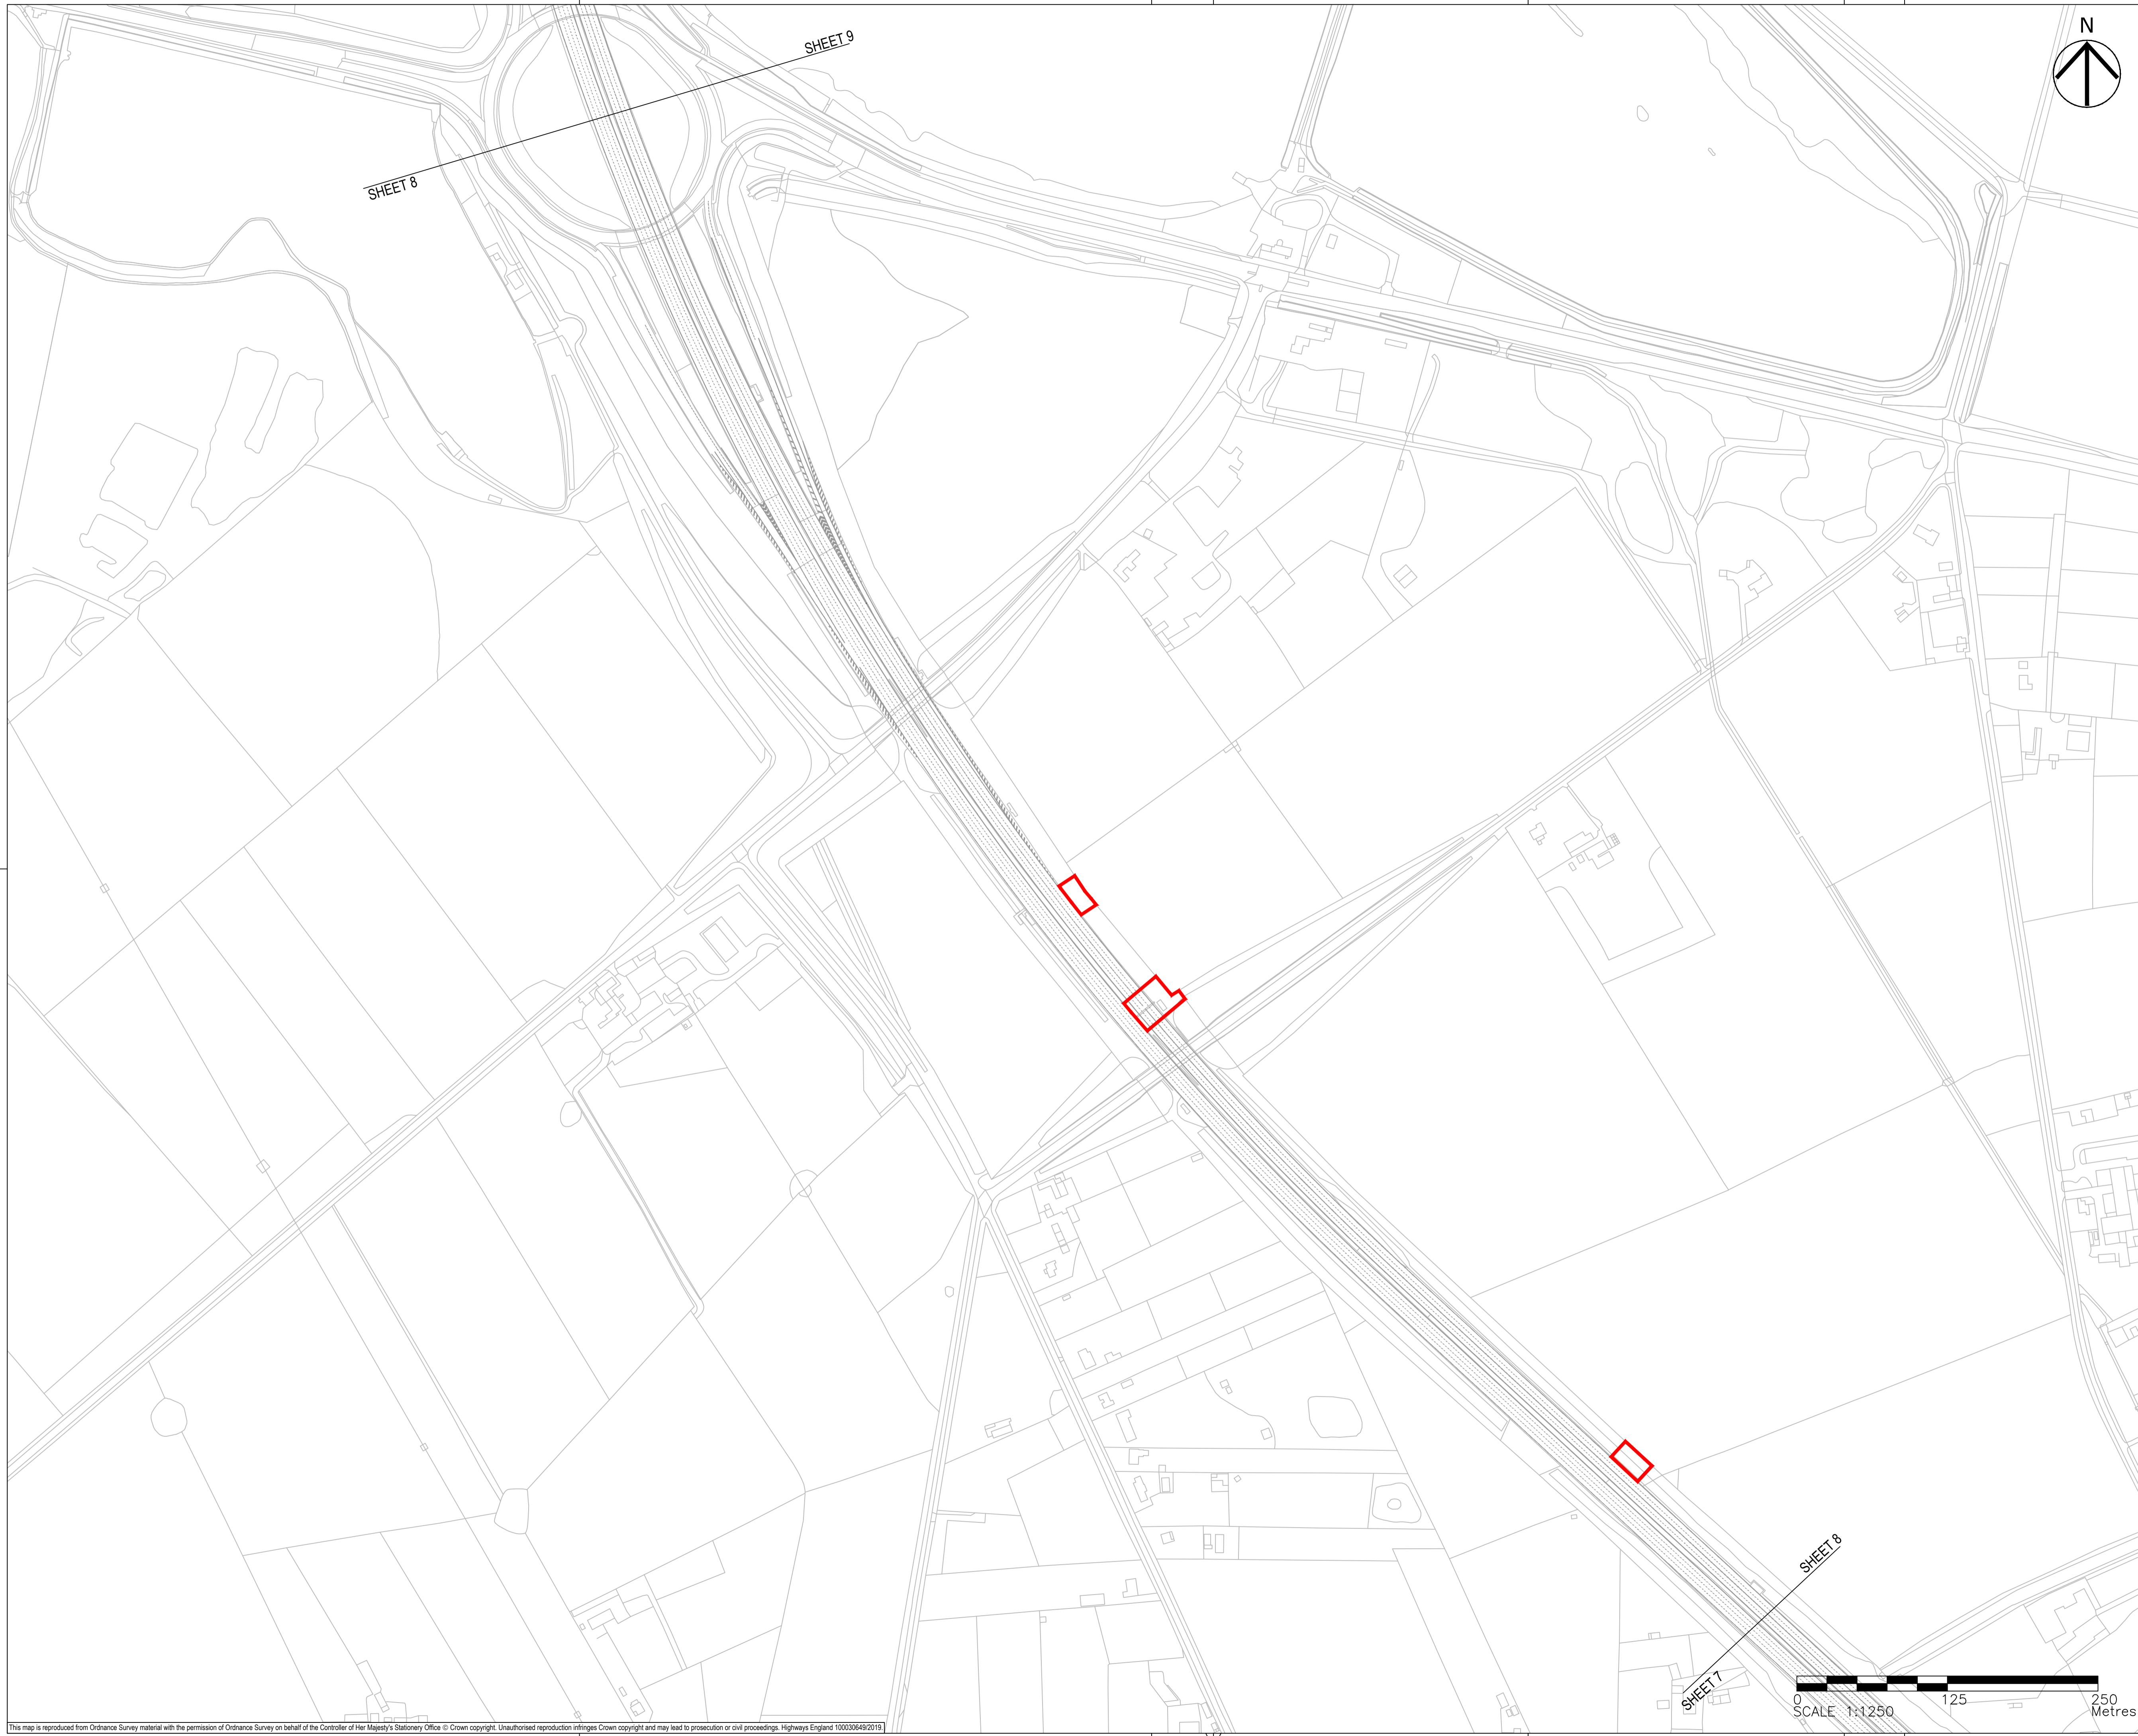 N
SHEET 9
SHEET 8
SHEET 8
SHEET 7
0 125 250
SCALE 1:1250 Metres
This map is reproduced from Ordnance Survey material with the permission of Ordnance Survey on behalf of the Controller of Her Majesty's Stationery Office © Crown copyright. Unauthorised reproduction infringes Crown copyright and may lead to prosecution or civil proceedings. Highways England 100030649/2019.